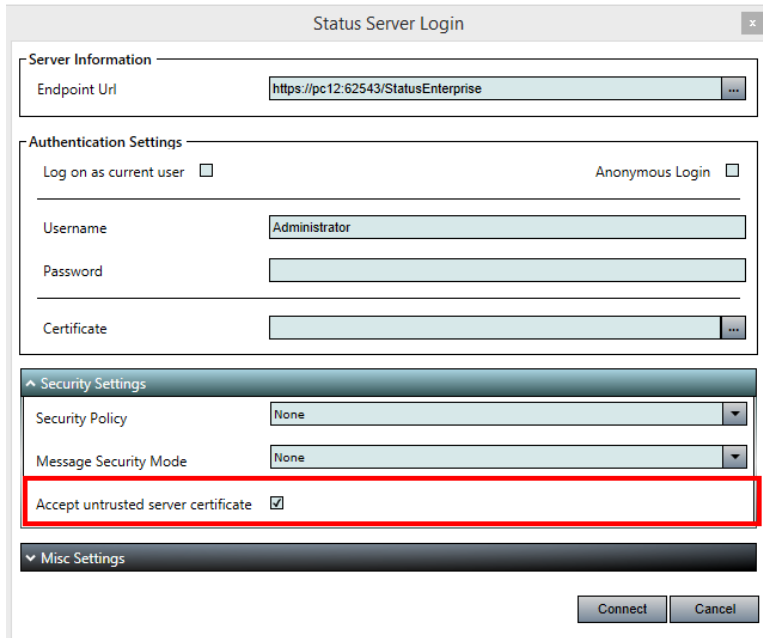 Status Server Login
x
Server Information
Endpoint Url https://pc12:62543/StatusEnterprise ...
Authentication Settings
Log on as current user Anonymous Login
Username Administrator
Password
Certificate ...
Security Settings
Security Policy None
Message Security Mode None
Accept untrusted server certificate
Misc Settings
Connect Cancel